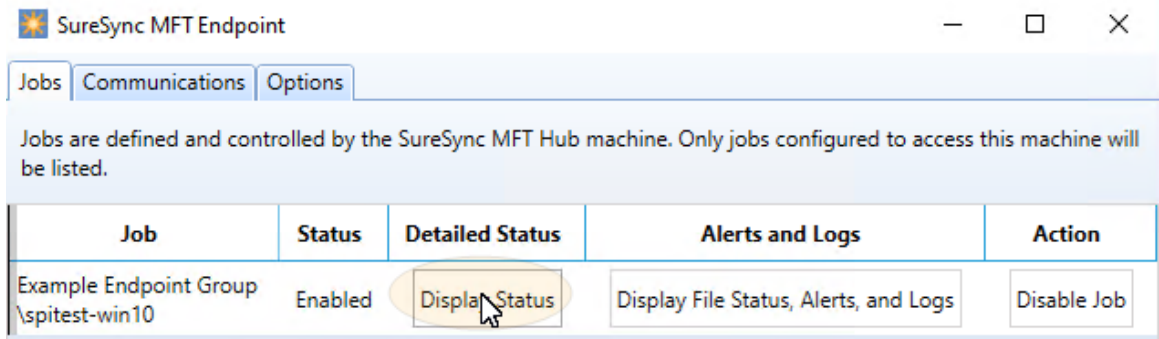 SureSync MFT Endpoint
Jobs Communications Options
Jobs are defined and controlled by the SureSync MFT Hub machine. Only jobs configured to access this machine will
be listed.
Job Status Detailed Status Alerts and Logs Action
Example Endpoint Group
\spitest-win10 Enabled Display Status Display File Status, Alerts, and Logs Disable Job